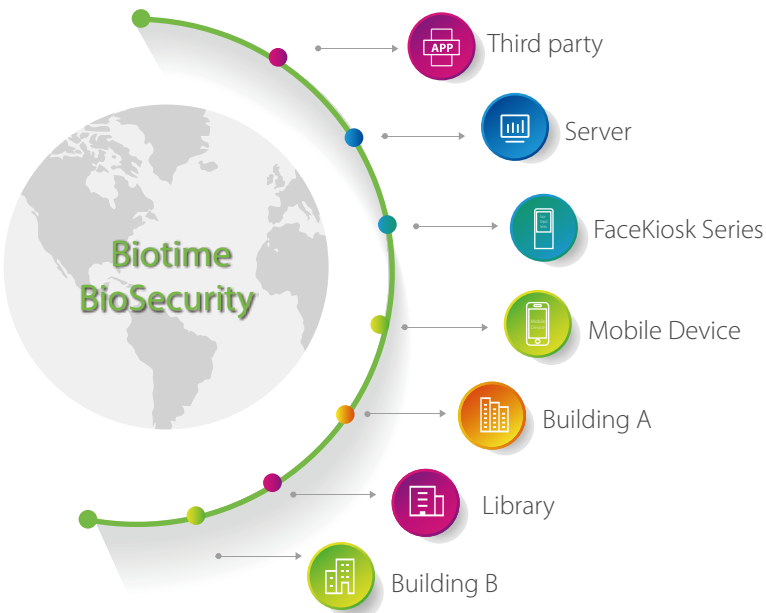 Biotime
BioSecurity
APP
Third party
Server
FaceKiosk Series
Mobile Device
Building A
Library
Building B